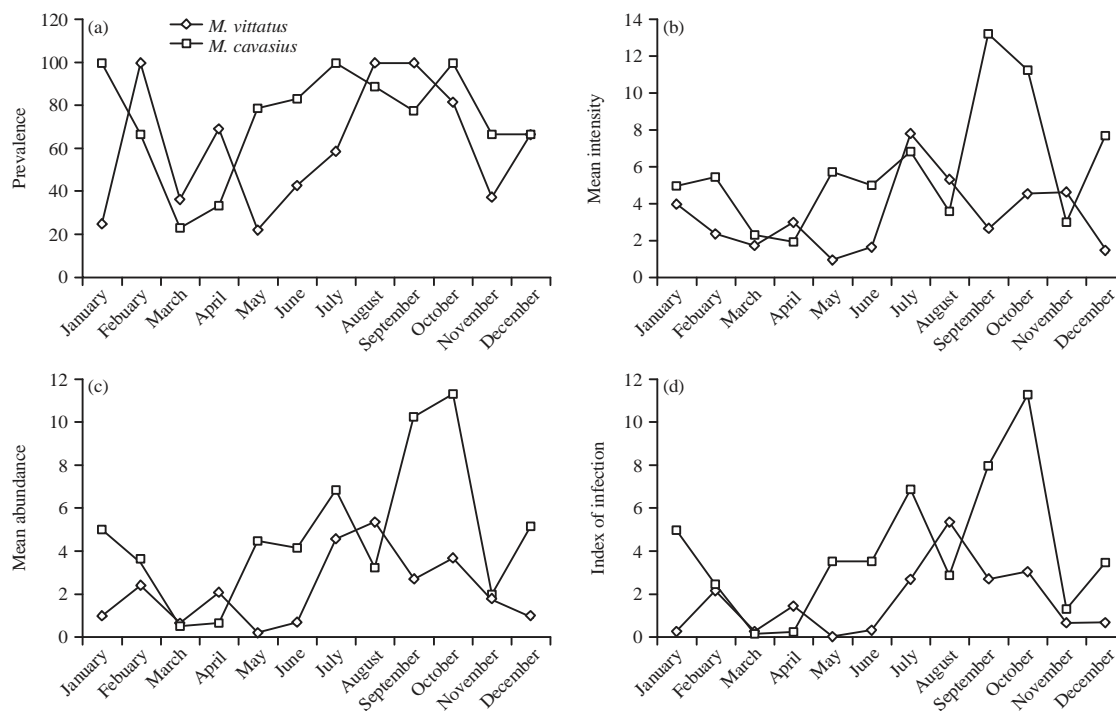 (a)
M. vittatus
M. cavasius
Prevalence
120
100
80
60
40
20
0
January
Febuary
March
April
May
June
July
August
September
October
November
December
(b)
Mean intensity
14
12
10
8
6
4
2
0
January
Febuary
March
April
May
June
July
August
September
October
November
December
(c)
Mean abundance
12
10
8
6
4
2
0
January
Febuary
March
April
May
June
July
August
September
October
November
December
(d)
Index of infection
12
10
8
6
4
2
0
January
Febuary
March
April
May
June
July
August
September
October
November
December